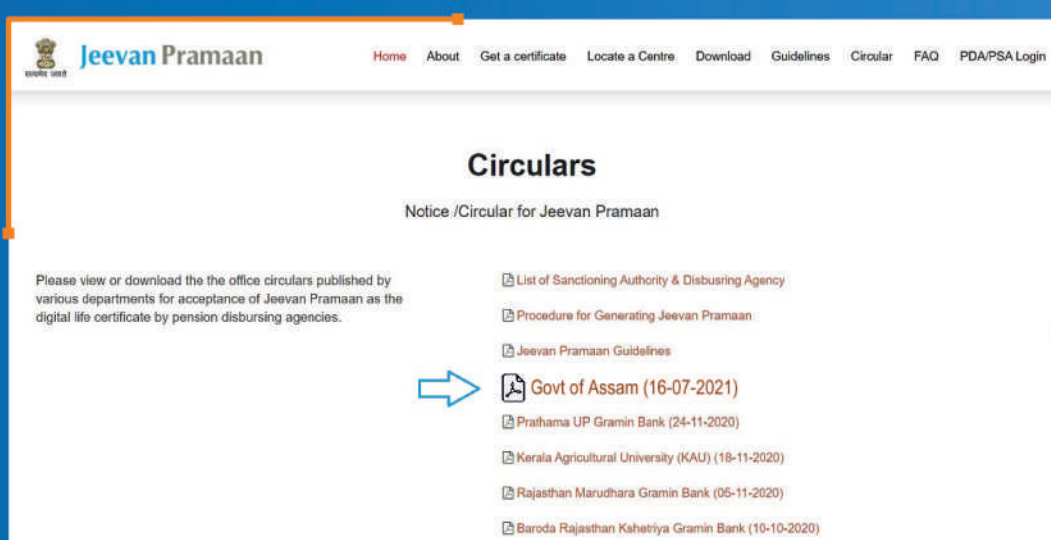 सत्यमेव जयते
Jeevan Pramaan
Home About Get a certificate Locate a Centre Download Guidelines Circular FAQ PDA/PSA Login
Circulars
Notice /Circular for Jeevan Pramaan
Please view or download the the office circulars published by
various departments for acceptance of Jeevan Pramaan as the
digital life certificate by pension disbursing agencies.
List of Sanctioning Authority & Disbusring Agency
Procedure for Generating Jeevan Pramaan
Jeevan Pramaan Guidelines
Govt of Assam (16-07-2021)
Prathama UP Gramin Bank (24-11-2020)
Kerala Agricultural University (KAU) (18-11-2020)
Rajasthan Marudhara Gramin Bank (05-11-2020)
Baroda Rajasthan Kshetriya Gramin Bank (10-10-2020)